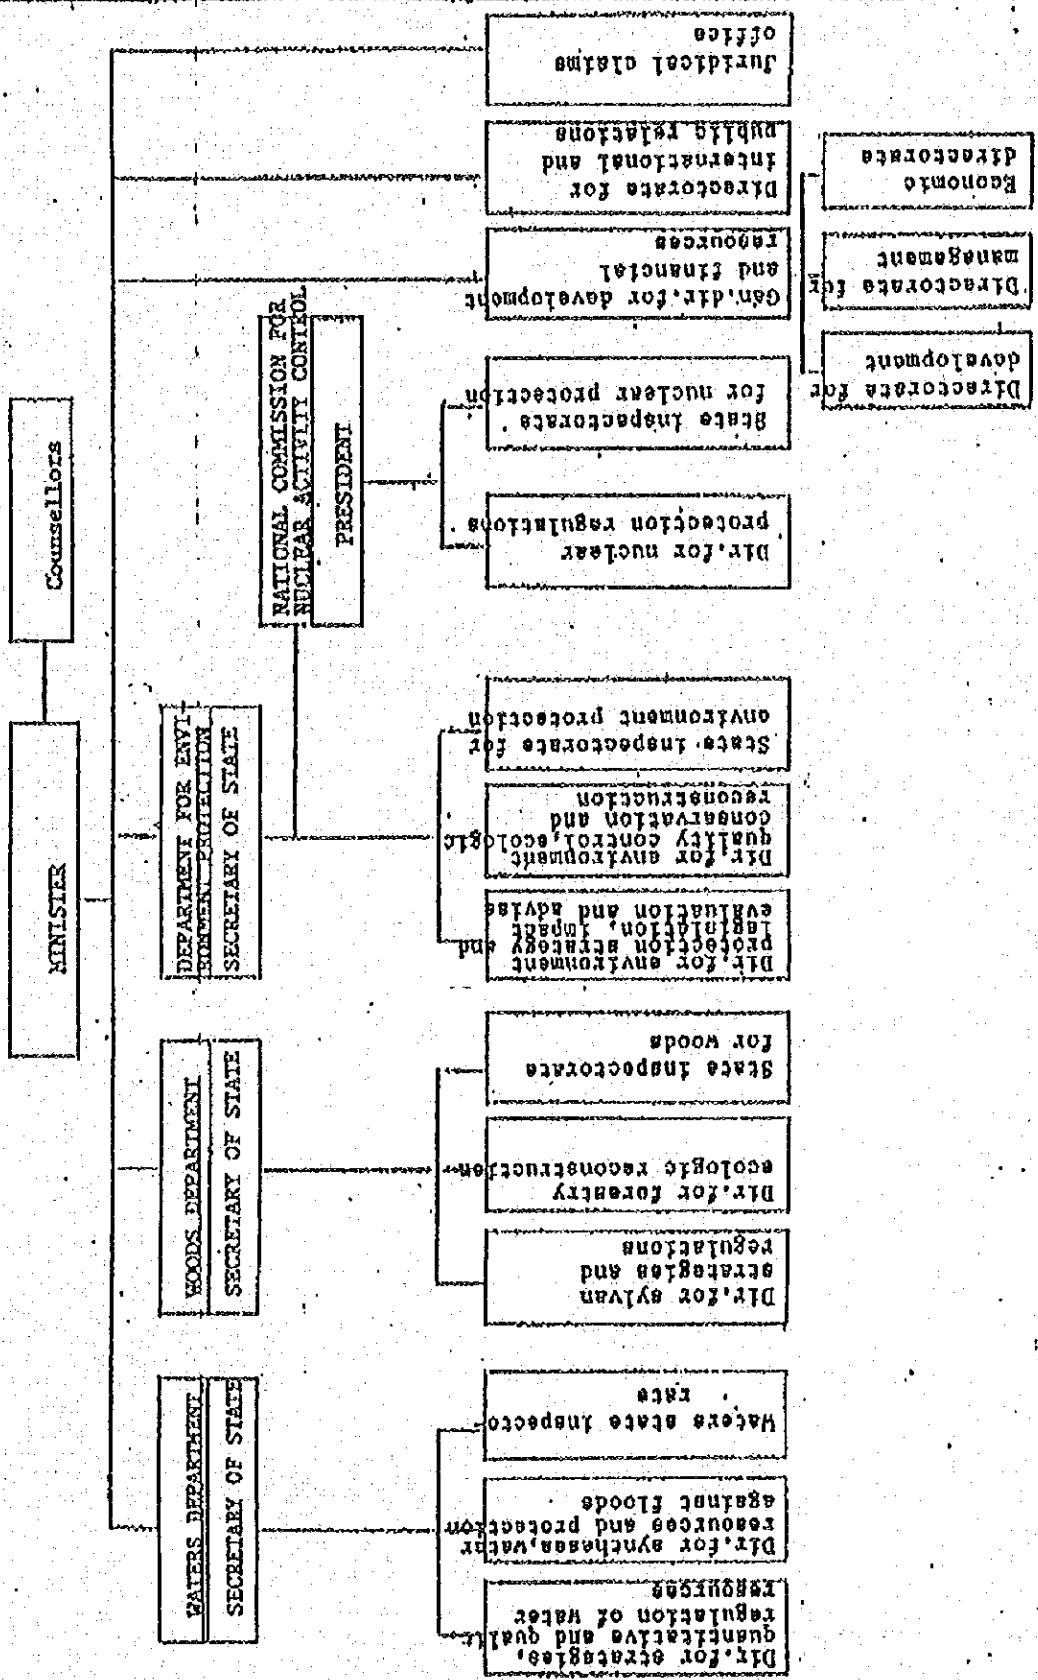 MINISTER
Counsellors
WATERS DEPARTMENT
SECRETARY OF STATE
WOODS DEPARTMENT
SECRETARY OF STATE
DEPARTMENT FOR ENVI-
RONMENT PROTECTION
SECRETARY OF STATE
NATIONAL COMMISSION FOR
NUCLEAR ACTIVITY CONTROL
PRESIDENT
Dir.for strategies,
quantitative and qualit
regulation of water
resources
Dir.for syntheses,water
resources and protection
against floods
Waters state inspecto
rate
Dir.for sylvan
strategies and
regulations
Dir.for forestry
ecologic reconstruction
State inspectorate
for woods
Dir.for environment
protection strategy and
legislation, impact
evaluation and advise
Dir.for environment
quality control,ecologic
conservation and
reconstruction
State inspectorate for
environment protection
Dir.for nuclear
protection regulations
State inspectorate
for nuclear protection
Gen.dir.for development
and financial
resources
Directorate for
international and
public relations
Juridical claims
office
Directorate for
development
Directorate for
management
Economic
directorate